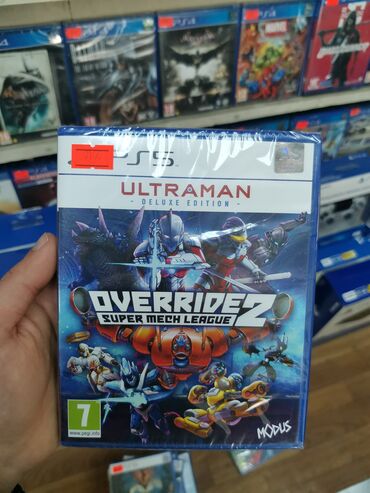 PS5
ULTRAMAN
- DELUXE EDITION -
OVERRIDE 2
SUPER MECH LEAGUE
7
www.pegi.info
MODUS